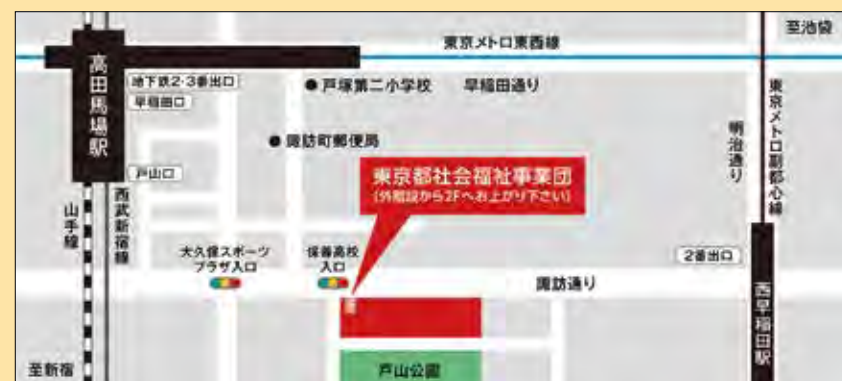 東京メトロ東西線
至池袋
高田馬場駅
地下鉄2・3番出口
早稲田口
戸山口
戸塚第二小学校
早稲田通り
諏訪町郵便局
東京メトロ副都心線
明治通り
東京都社会福祉事業団
(外階段から2Fへお上がり下さい)
山手線
西武新宿線
大久保スポーツ
プラザ入口
保善高校
入口
2番出口
諏訪通り
西早稲田駅
至新宿
戸山公園